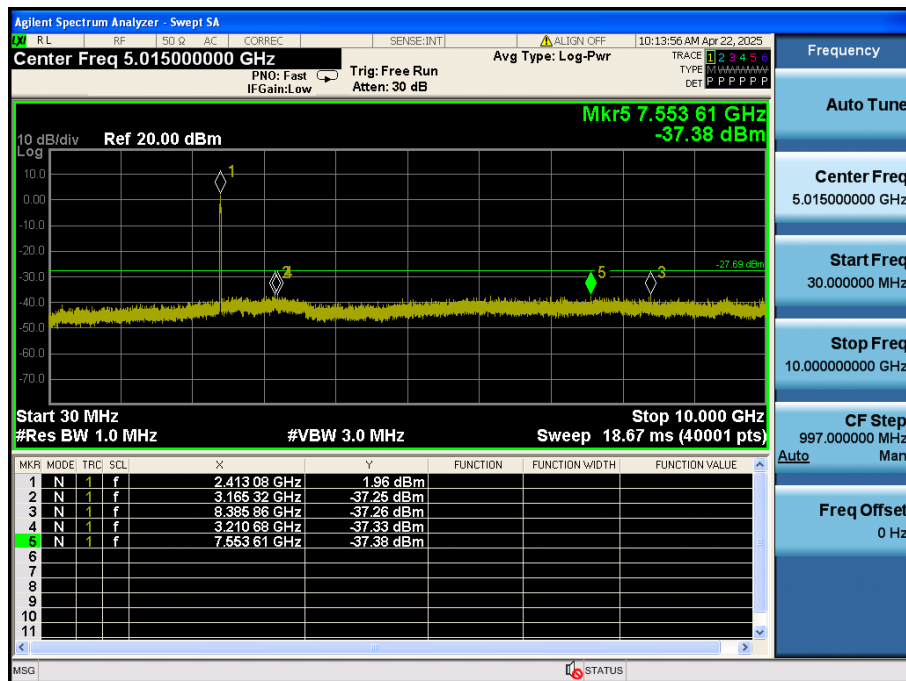 Agilent Spectrum Analyzer - Swept SA
LXI RL RF 50 Ω AC CORREC SENSE:INT ALIGN OFF 10:13:56 AM Apr 22, 2025
Center Freq 5.015000000 GHz
PNO: Fast
IFGain:Low
Trig: Free Run
Atten: 30 dB
Avg Type: Log-Pwr
TRACE 1 2 3 4 5 6
TYPE M WWWWW
DET P P P P P P
Mkr5 7.553 61 GHz
-37.38 dBm
10 dB/div Ref 20.00 dBm
Log
10.0
0.00
-10.0
-20.0
-30.0
-40.0
-50.0
-60.0
-70.0
1
2
4
5
3
-27.69 dBm
Start 30 MHz Stop 10.000 GHz
#Res BW 1.0 MHz #VBW 3.0 MHz Sweep 18.67 ms (40001 pts)
MKR MODE TRC SCL X Y FUNCTION FUNCTION WIDTH FUNCTION VALUE
1 N 1 f 2.413 08 GHz 1.96 dBm
2 N 1 f 3.165 32 GHz -37.25 dBm
3 N 1 f 8.385 86 GHz -37.26 dBm
4 N 1 f 3.210 68 GHz -37.33 dBm
5 N 1 f 7.553 61 GHz -37.38 dBm
6
7
8
9
10
11
MSG STATUS
Frequency
Auto Tune
Center Freq
5.015000000 GHz
Start Freq
30.000000 MHz
Stop Freq
10.000000000 GHz
CF Step
997.000000 MHz
Auto Man
Freq Offset
0 Hz